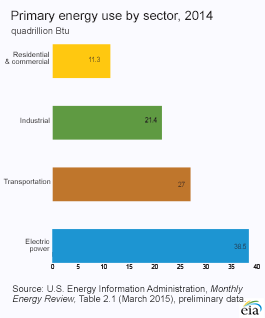 Primary energy use by sector, 2014
quadrillion Btu
Residential
& commercial
11.3
Industrial
21.4
Transportation
27
Electric
power
38.5
0 5 10 15 20 25 30 35 40
Source: U.S. Energy Information Administration, Monthly
Energy Review, Table 2.1 (March 2015), preliminary data.
eia